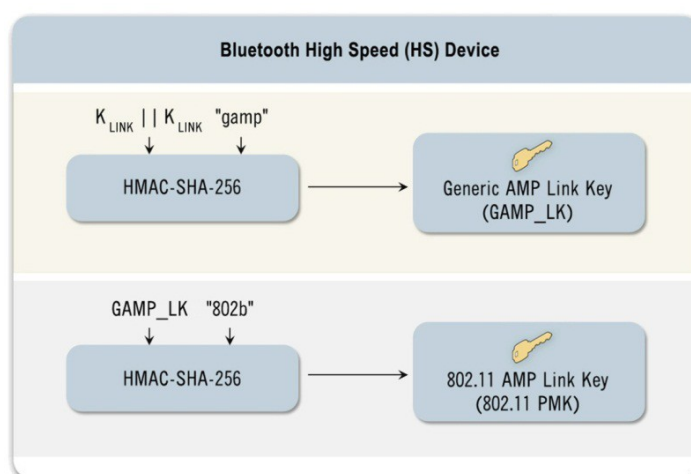 Bluetooth High Speed (HS) Device
K LINK || K LINK "gamp"
HMAC-SHA-256
Generic AMP Link Key
(GAMP_LK)
GAMP_LK "802b"
HMAC-SHA-256
802.11 AMP Link Key
(802.11 PMK)